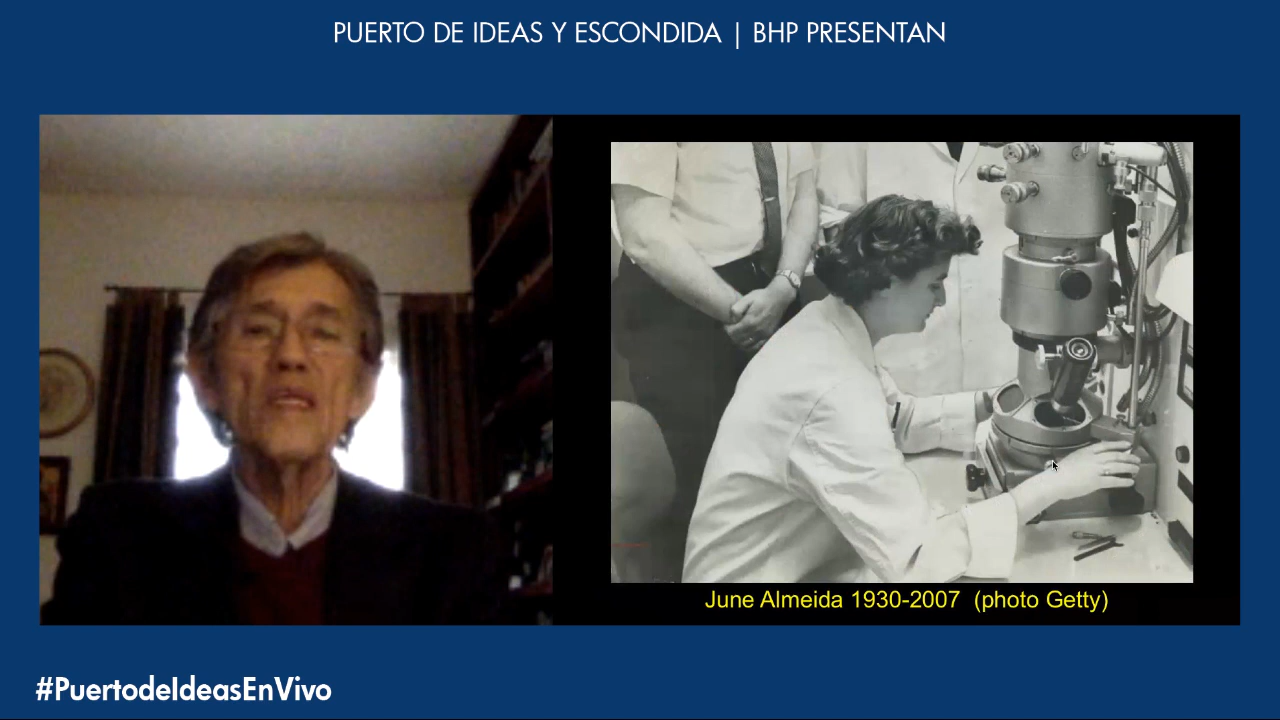 PUERTO DE IDEAS Y ESCONDIDA | BHP PRESENTAN
June Almeida 1930-2007 (photo Getty)
#PuertodeIdeasEnVivo